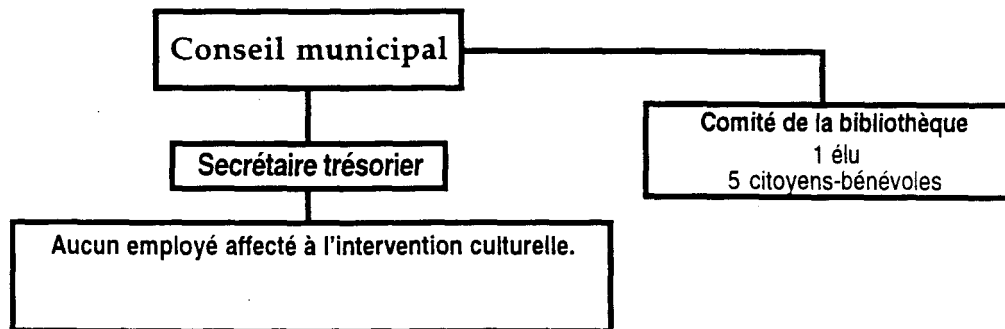 Conseil municipal
Comité de la bibliothèque
1 élu
5 citoyens-bénévoles
Secrétaire trésorier
Aucun employé affecté à l'intervention culturelle.